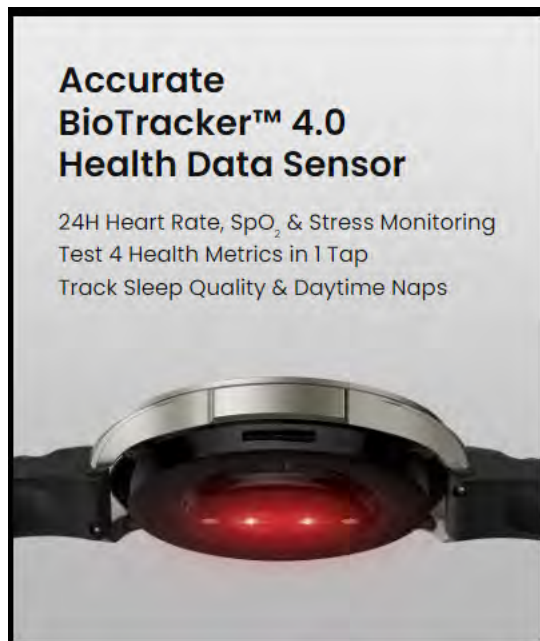 Accurate
BioTracker™ 4.0
Health Data Sensor
24H Heart Rate, SpO₂ & Stress Monitoring
Test 4 Health Metrics in 1 Tap
Track Sleep Quality & Daytime Naps